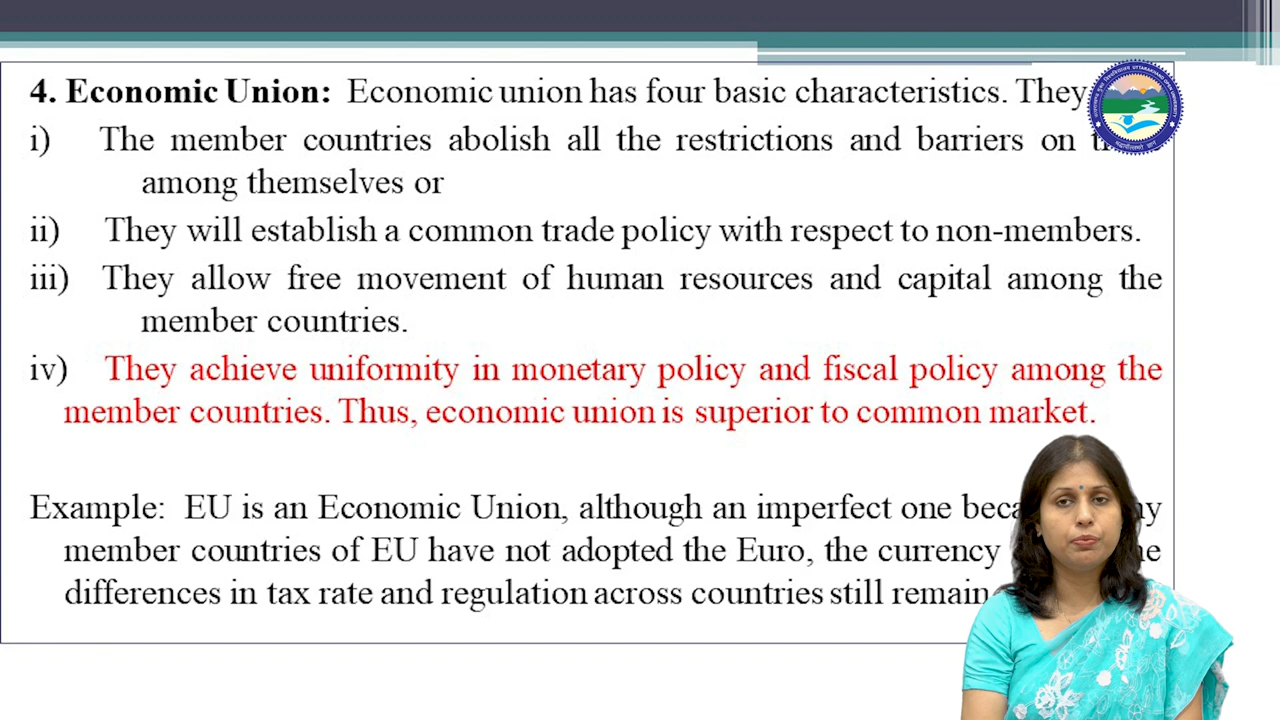 4. Economic Union: Economic union has four basic characteristics. They
i) The member countries abolish all the restrictions and barriers on
among themselves or
ii) They will establish a common trade policy with respect to non-members.
iii) They allow free movement of human resources and capital among the
member countries.
iv) They achieve uniformity in monetary policy and fiscal policy among the
member countries. Thus, economic union is superior to common market.
Example: EU is an Economic Union, although an imperfect one
member countries of EU have not adopted the Euro, the currency
differences in tax rate and regulation across countries still remain